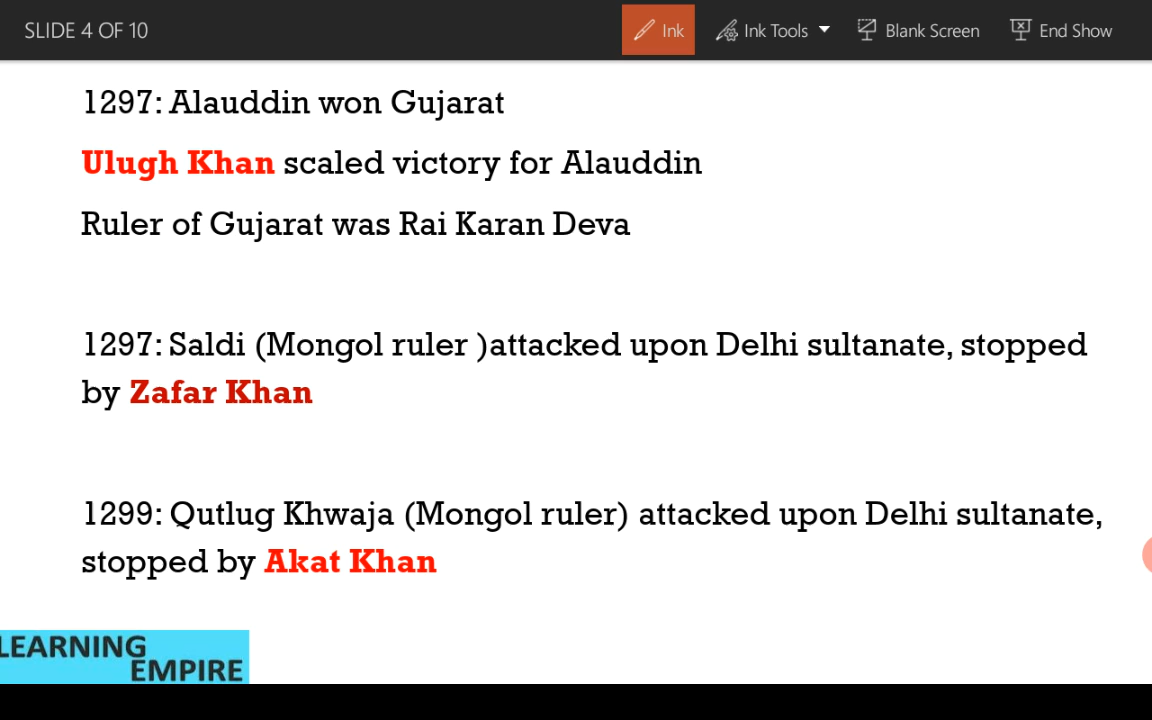 SLIDE 4 OF 10
Ink
Ink Tools
Blank Screen
End Show
1297: Alauddin won Gujarat
Ulugh Khan scaled victory for Alauddin
Ruler of Gujarat was Rai Karan Deva
1297: Saldi (Mongol ruler )attacked upon Delhi sultanate, stopped
by Zafar Khan
1299: Qutlug Khwaja (Mongol ruler) attacked upon Delhi sultanate,
stopped by Akat Khan
LEARNING
EMPIRE